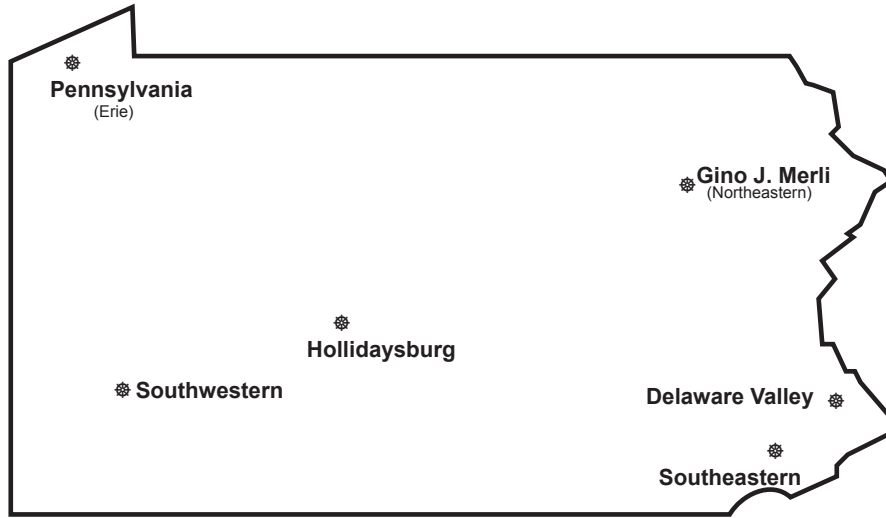 Pennsylvania
(Erie)
Gino J. Merli
(Northeastern)
Hollidaysburg
Southwestern
Delaware Valley
Southeastern